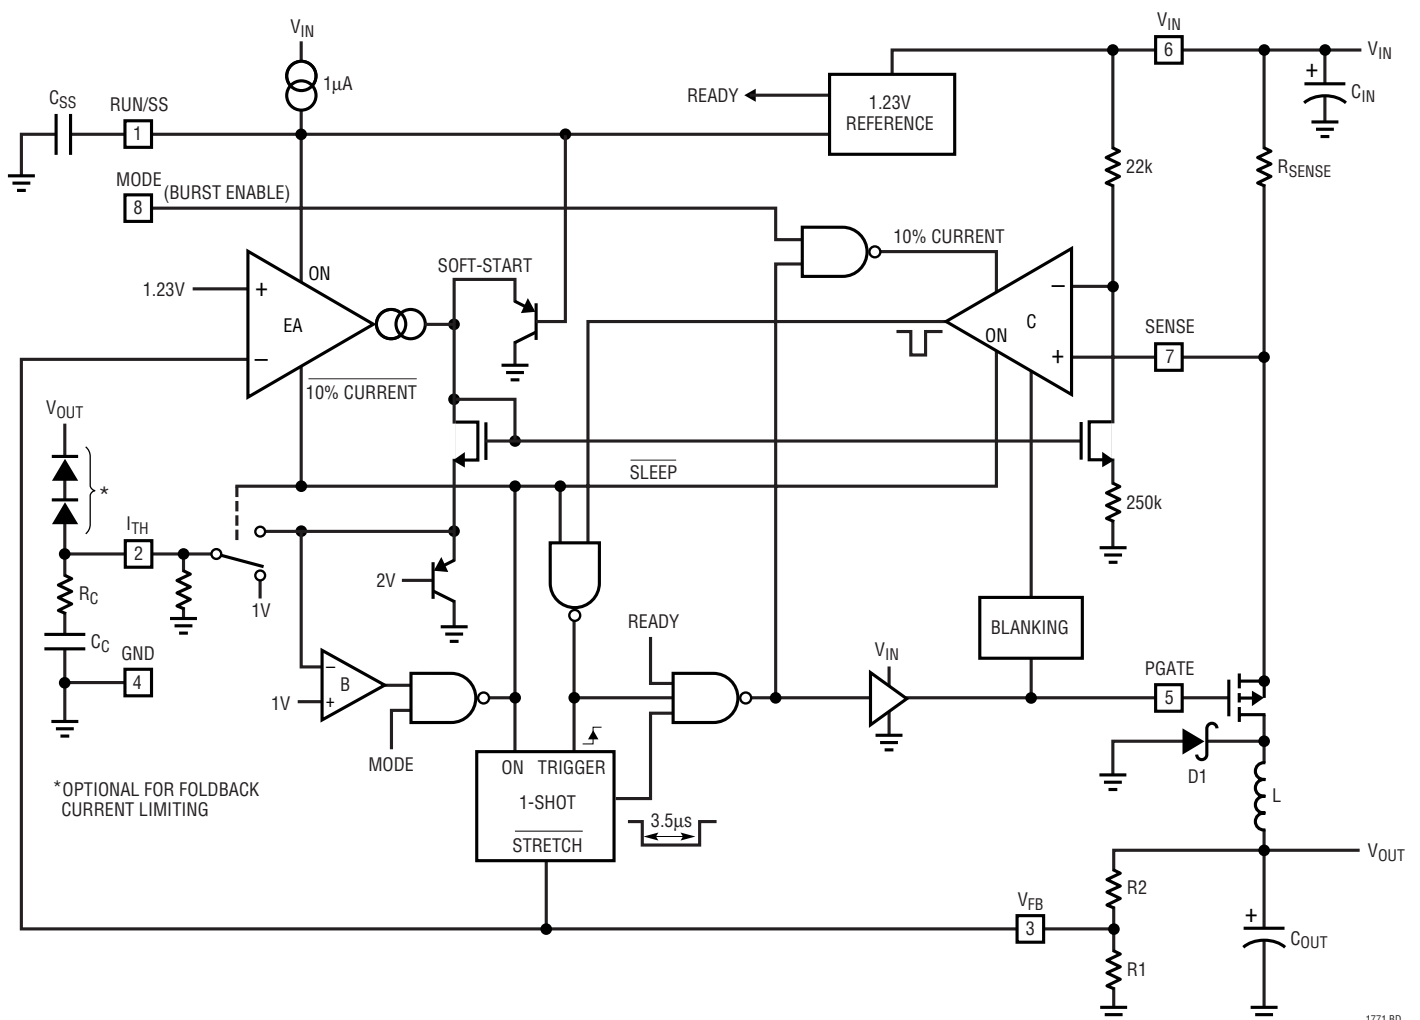 VIN
VIN
6
VIN
1μA
CSS
RUN/SS
1
READY
1.23V
REFERENCE
+
CIN
MODE
(BURST ENABLE)
8
22k
RSENSE
10% CURRENT
ON
SOFT-START
1.23V
+
EA
−
10% CURRENT
−
C
ON
+
SENSE
7
VOUT
*
SLEEP
250k
ITH
2
RC
1V
2V
CC
GND
4
READY
BLANKING
−
B
1V
+
VIN
PGATE
5
MODE
ON TRIGGER
1-SHOT
STRETCH
3.5μs
D1
L
*OPTIONAL FOR FOLDBACK
CURRENT LIMITING
VOUT
R2
VFB
3
+
COUT
R1
1771 BD